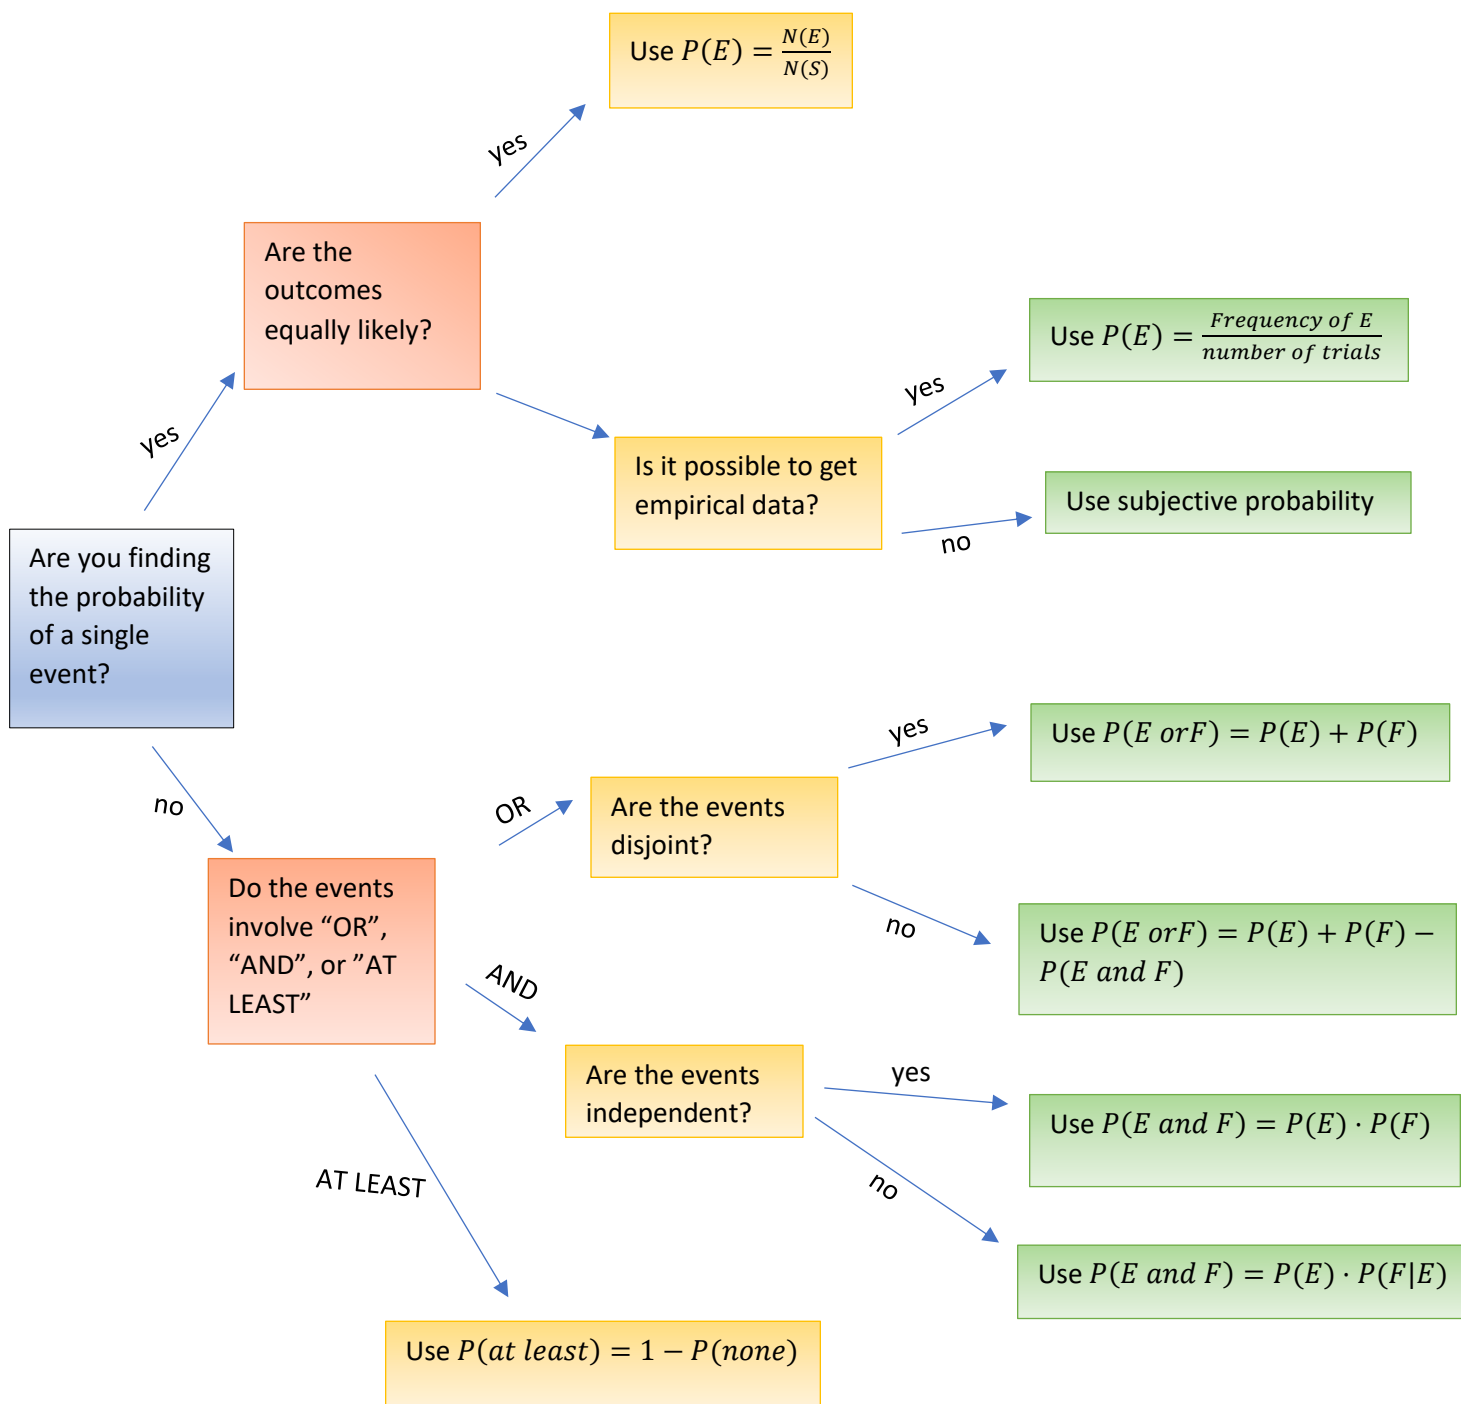 Use P(E) = N(E)/N(S)
yes
Are the
outcomes
equally likely?
Use P(E) = Frequency of E/number of trials
yes
yes
Is it possible to get
empirical data?
Use subjective probability
no
Are you finding
the probability
of a single
event?
yes
Use P(E orF) = P(E) + P(F)
no
OR
Are the events
disjoint?
Do the events
involve “OR”,
“AND”, or ”AT
LEAST”
no
Use P(E orF) = P(E) + P(F) −
P(E and F)
AND
Are the events
independent?
yes
Use P(E and F) = P(E) · P(F)
AT LEAST
no
Use P(E and F) = P(E) · P(F|E)
Use P(at least) = 1 − P(none)